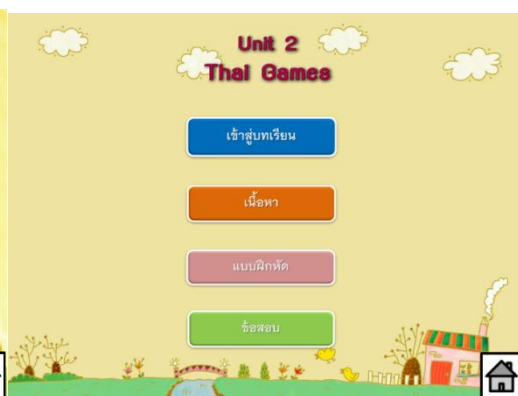 Unit 2
Thai Games
เข้าสู่บทเรียน
เนื้อหา
แบบฝึกหัด
ข้อสอบ